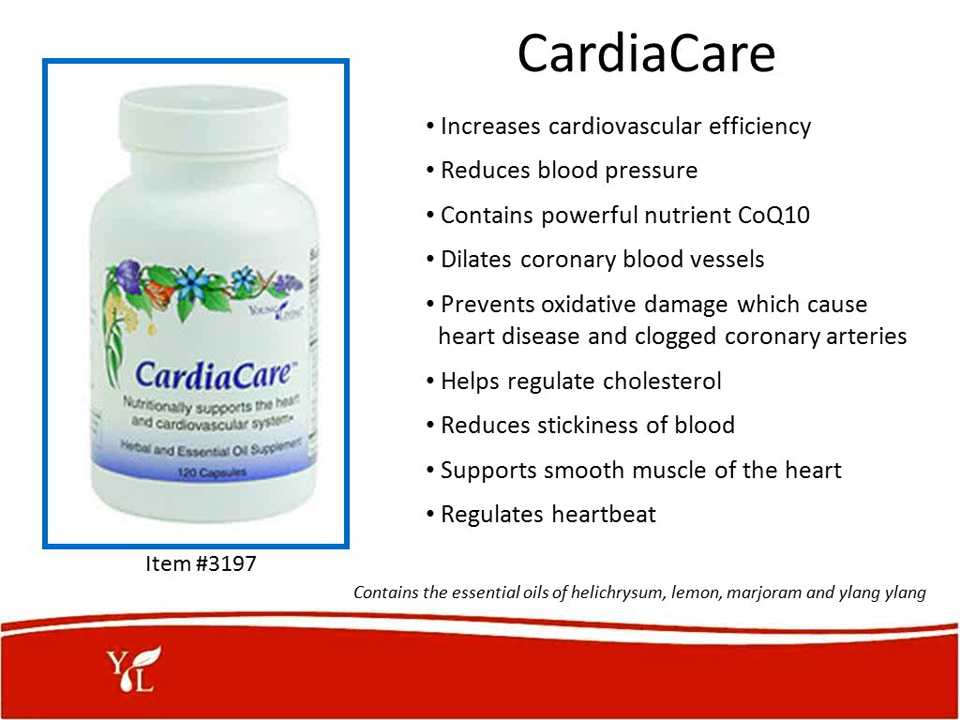 CardiaCare
• Increases cardiovascular efficiency
• Reduces blood pressure
• Contains powerful nutrient CoQ10
• Dilates coronary blood vessels
• Prevents oxidative damage which cause
heart disease and clogged coronary arteries
• Helps regulate cholesterol
• Reduces stickiness of blood
• Supports smooth muscle of the heart
• Regulates heartbeat
YOUNG LIVING
CardiaCare™
Nutritionally supports the heart
and cardiovascular system*
Herbal and Essential Oil Supplement
120 Capsules
Item #3197
Contains the essential oils of helichrysum, lemon, marjoram and ylang ylang
YL